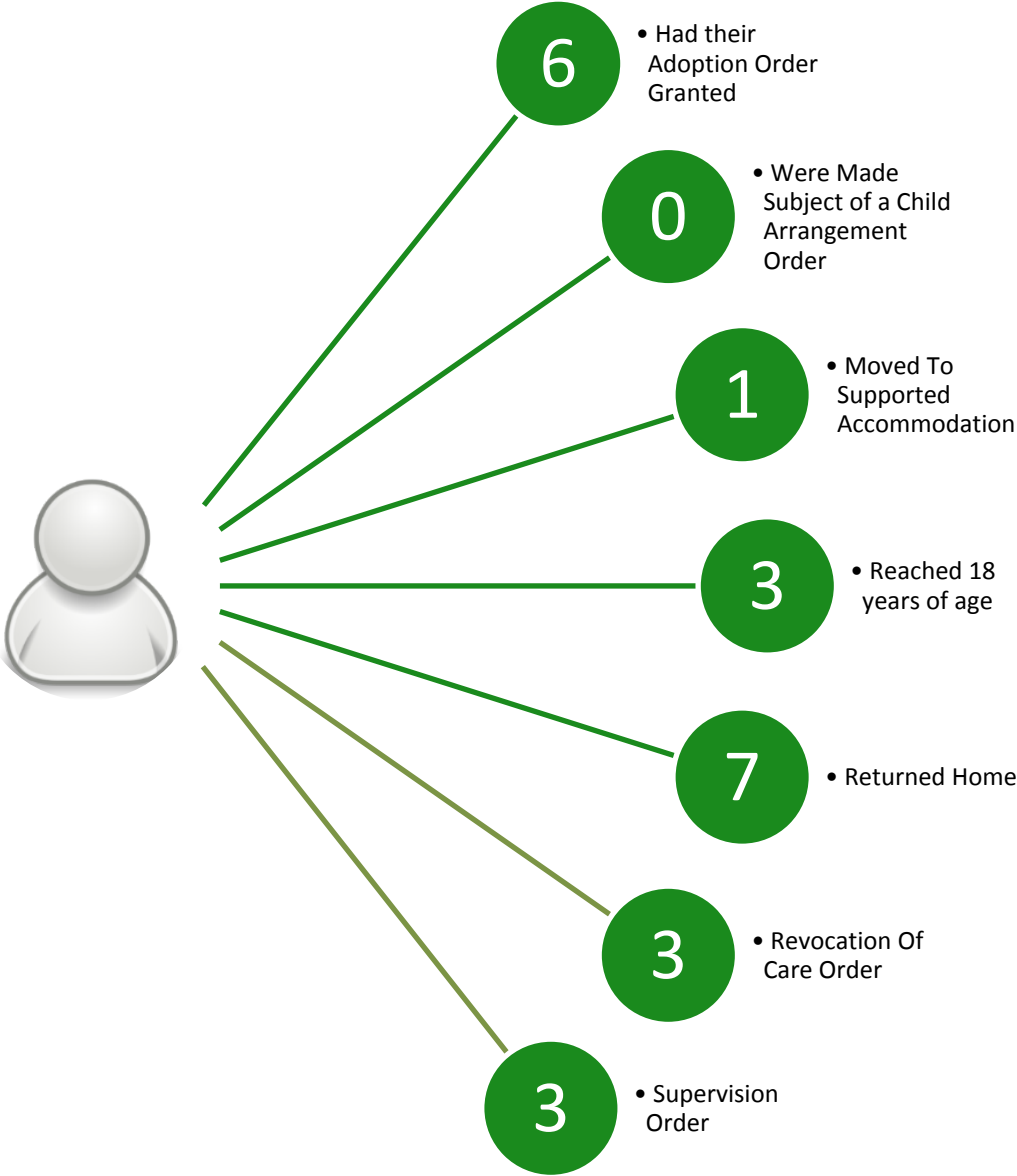 6
• Had their
Adoption Order
Granted
0
• Were Made
Subject of a Child
Arrangement
Order
1
• Moved To
Supported
Accommodation
3
• Reached 18
years of age
7
• Returned Home
3
• Revocation Of
Care Order
3
• Supervision
Order